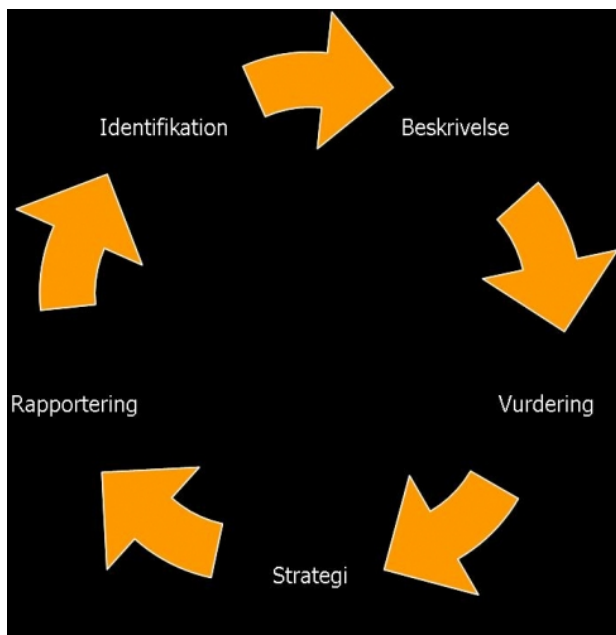 Identifikation
Beskrivelse
Vurdering
Strategi
Rapportering